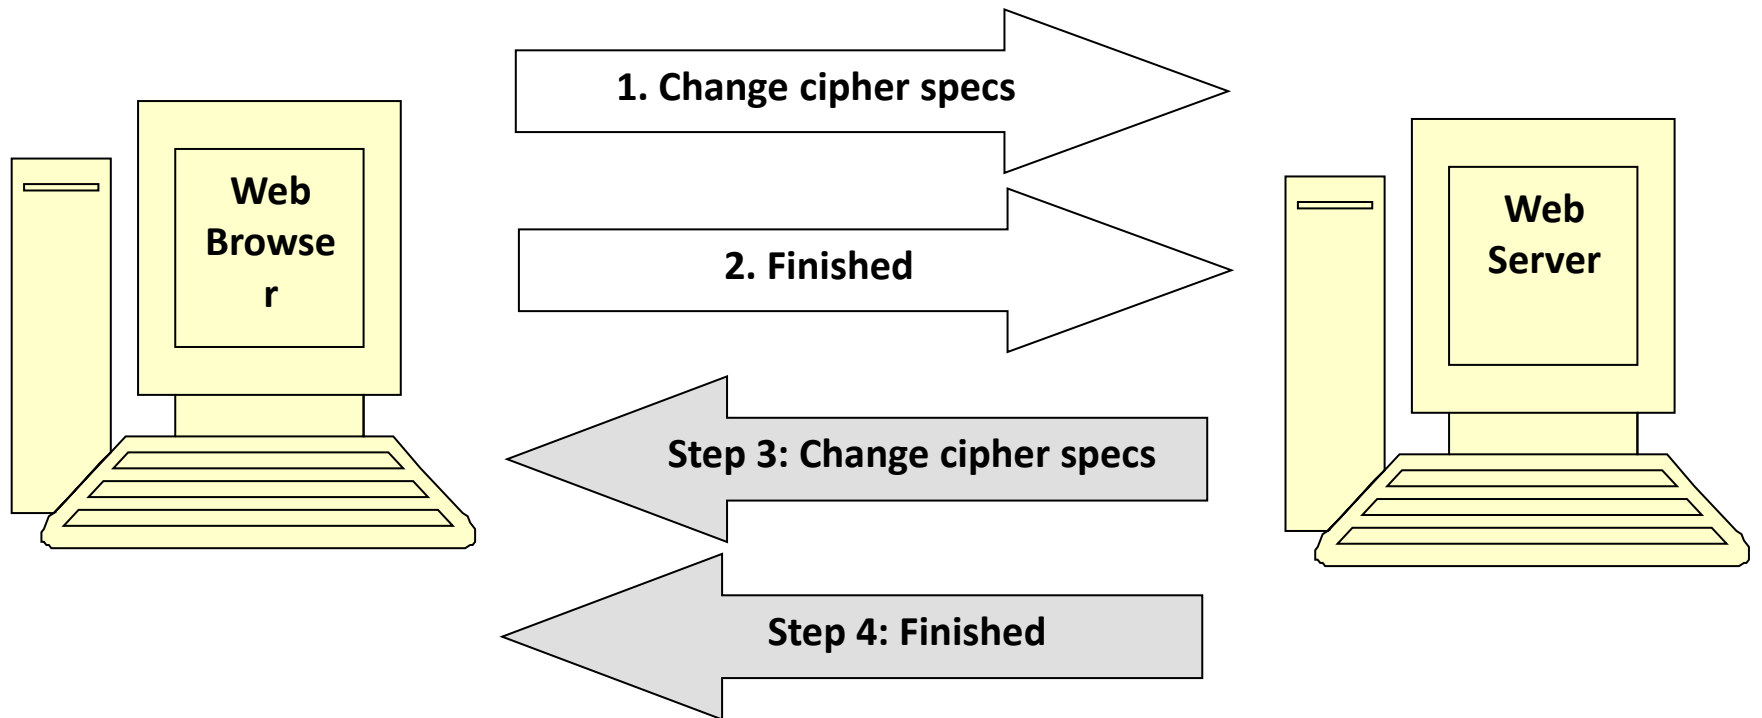 1. Change cipher specs
Web
Browse
r
Web
Server
2. Finished
Step 3: Change cipher specs
Step 4: Finished